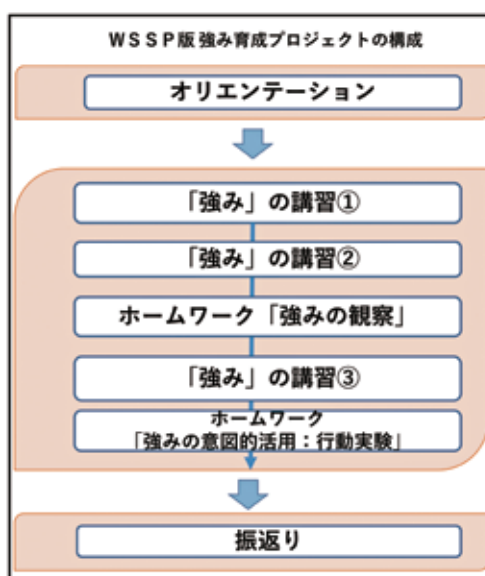 WSSP版 強み育成プロジェクトの構成
オリエンテーション
「強み」の講習①
「強み」の講習②
ホームワーク「強みの観察」
「強み」の講習③
ホームワーク
「強みの意図的活用：行動実験」
振返り